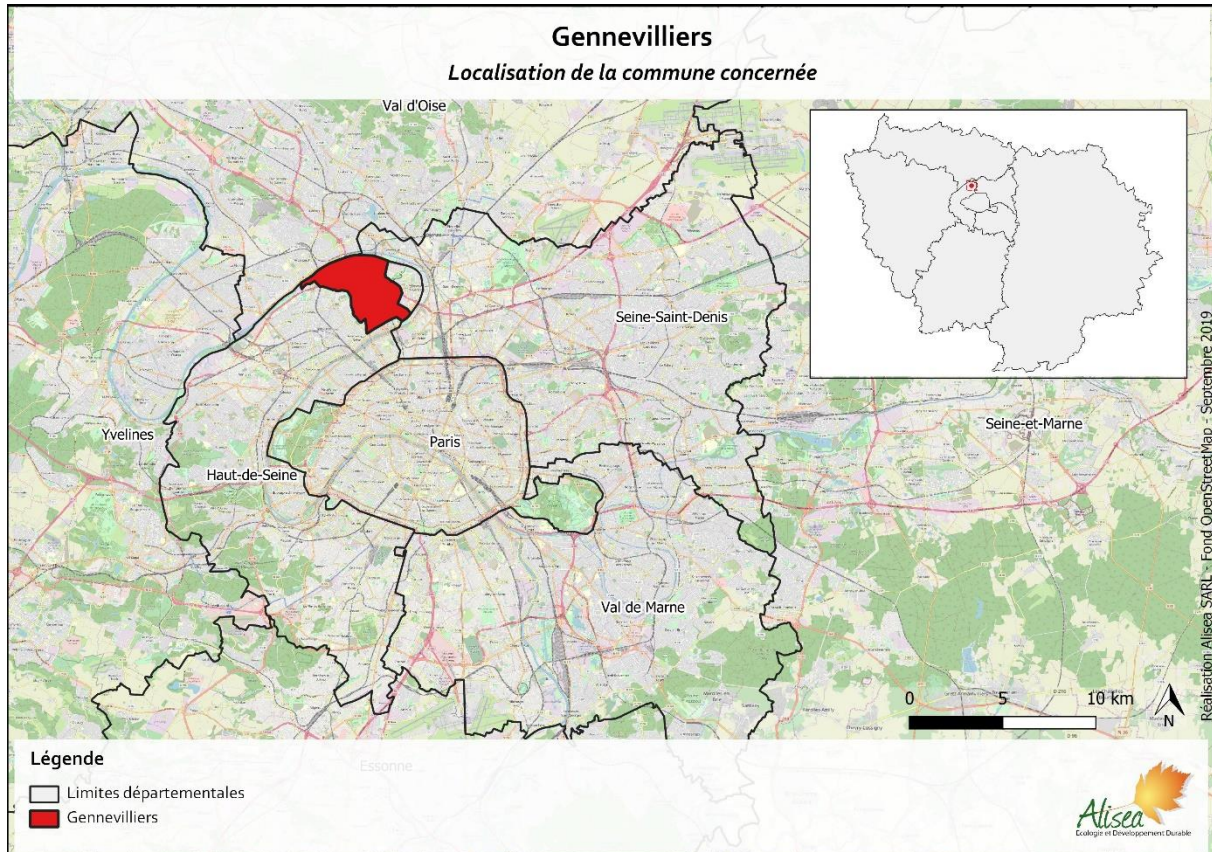 Gennevilliers
Localisation de la commune concernée
Val d'Oise
Seine-Saint-Denis
Seine-et-Marne
Yvelines
Paris
Haut-de-Seine
Val de Marne
0 5 10 km
N
Réalisation Alisea SARL - Fond OpenStreetMap - Septembre 2019
Essonne
Légende
Limites départementales
Gennevilliers
Alisea
Ecologie et Développement Durable